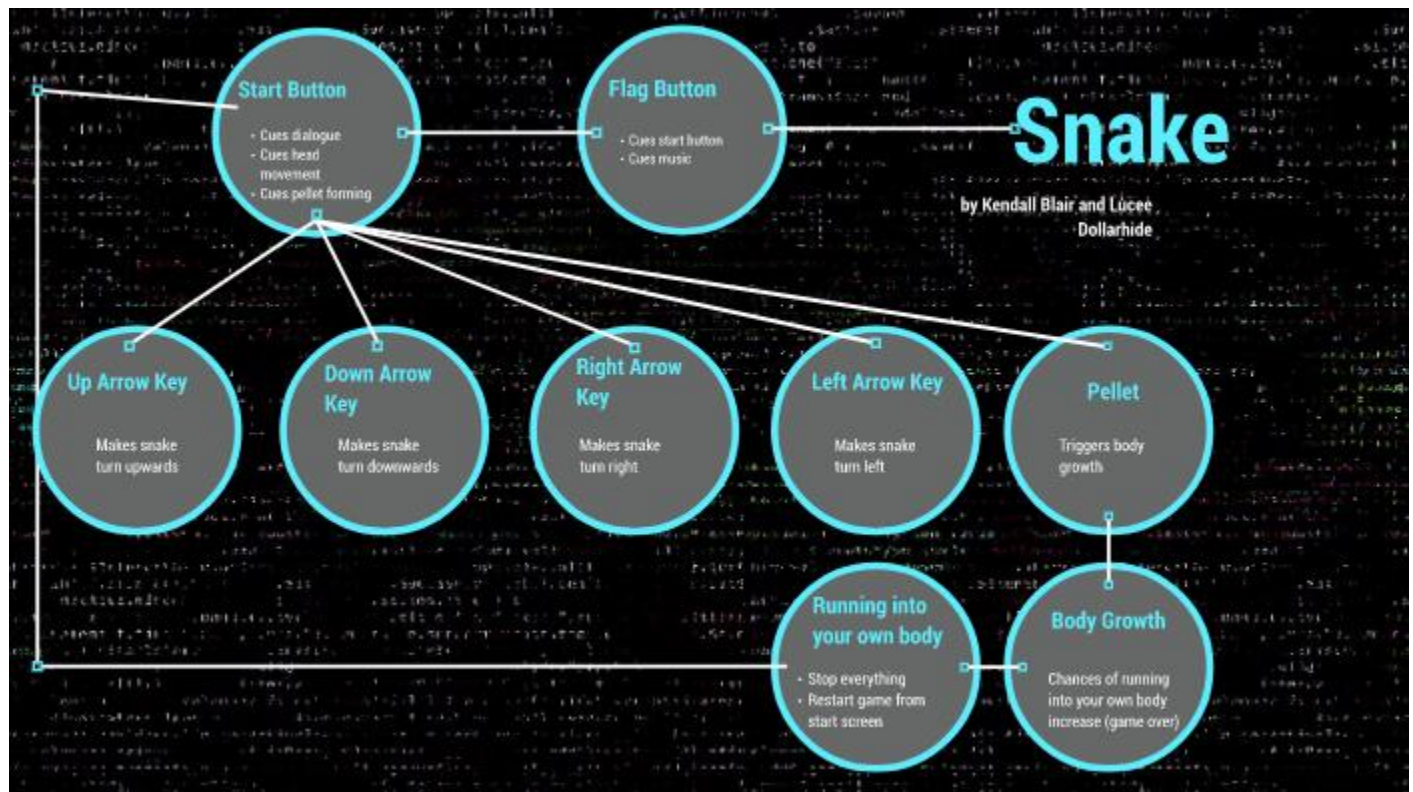 Start Button
• Cues dialogue
• Cues head
movement
• Cues pellet forming
Flag Button
• Cues start button
• Cues music
Snake
by Kendall Blair and Lucee
Dollarhide
Up Arrow Key
Makes snake
turn upwards
Down Arrow
Key
Makes snake
turn downwards
Right Arrow
Key
Makes snake
turn right
Left Arrow Key
Makes snake
turn left
Pellet
Triggers body
growth
Running into
your own body
• Stop everything
• Restart game from
start screen
Body Growth
Chances of running
into your own body
increase (game over)